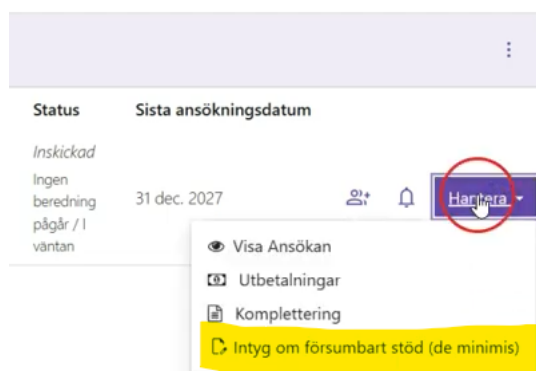 Status Sista ansökningsdatum
Inskickad
Ingen
beredning
pågår / I
väntan
31 dec. 2027
Hantera
Visa Ansökan
Utbetalningar
Komplettering
Intyg om försumbart stöd (de minimis)